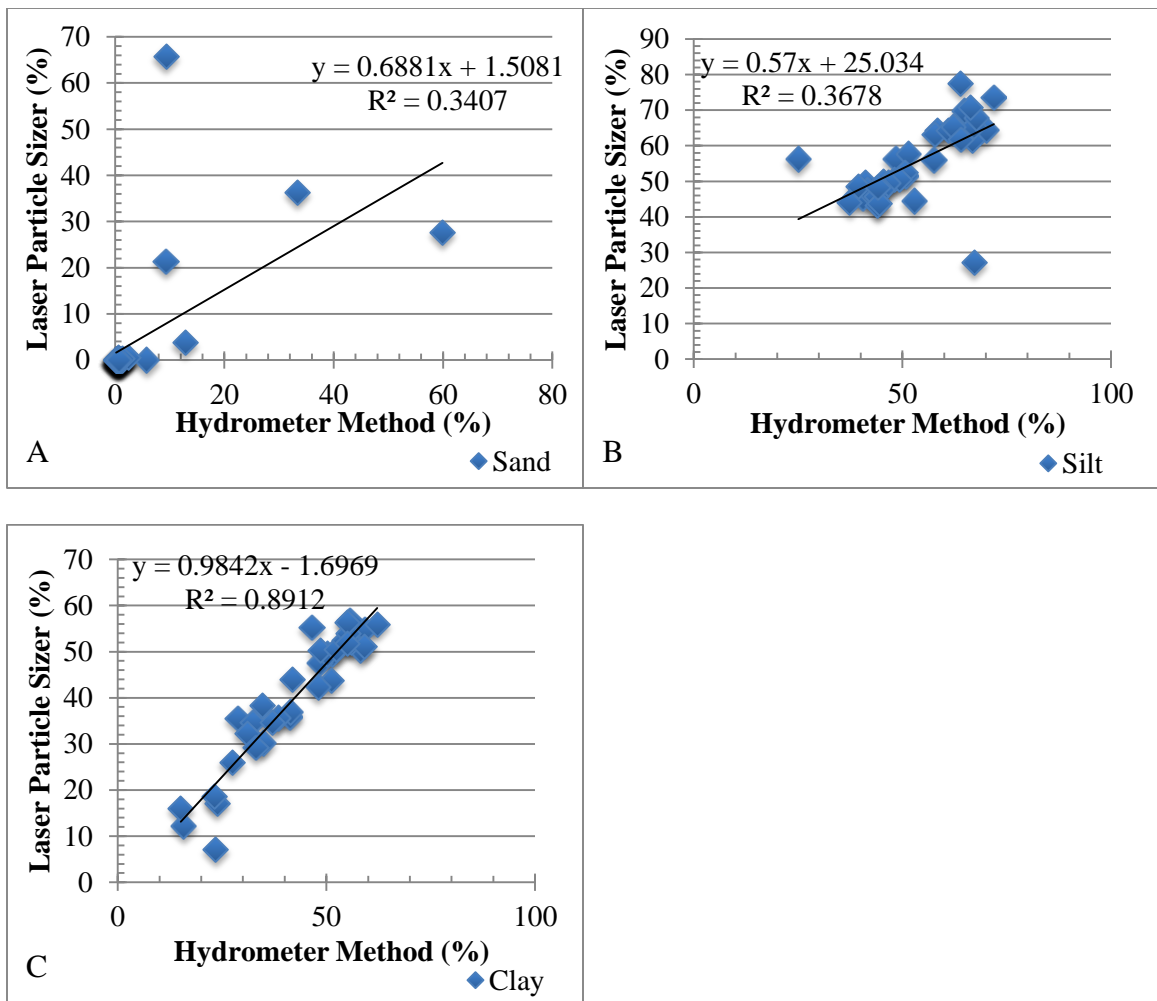 70
60
50
40
30
20
10
0
Laser Particle Sizer (%)
y = 0.6881x + 1.5081
R² = 0.3407
0 20 40 60 80
Hydrometer Method (%)
A
Sand
90
80
70
60
50
40
30
20
10
0
Laser Particle Sizer (%)
y = 0.57x + 25.034
R² = 0.3678
0 50 100
Hydrometer Method (%)
B
Silt
70
60
50
40
30
20
10
0
Laser Particle Sizer (%)
y = 0.9842x - 1.6969
R² = 0.8912
0 50 100
Hydrometer Method (%)
C
Clay